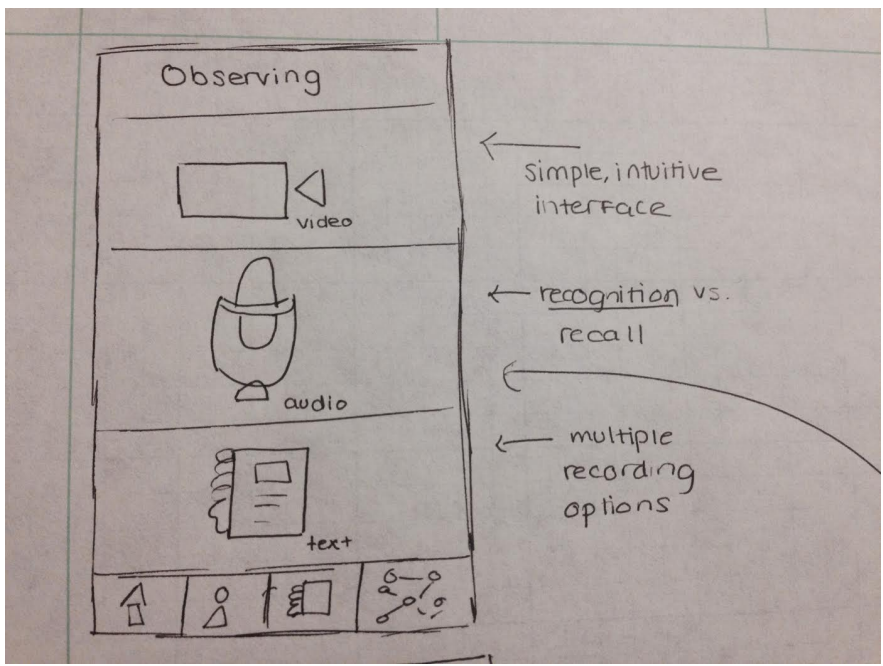 Observing
video
audio
text
simple, intuitive
interface
recognition vs.
recall
multiple
recording
options